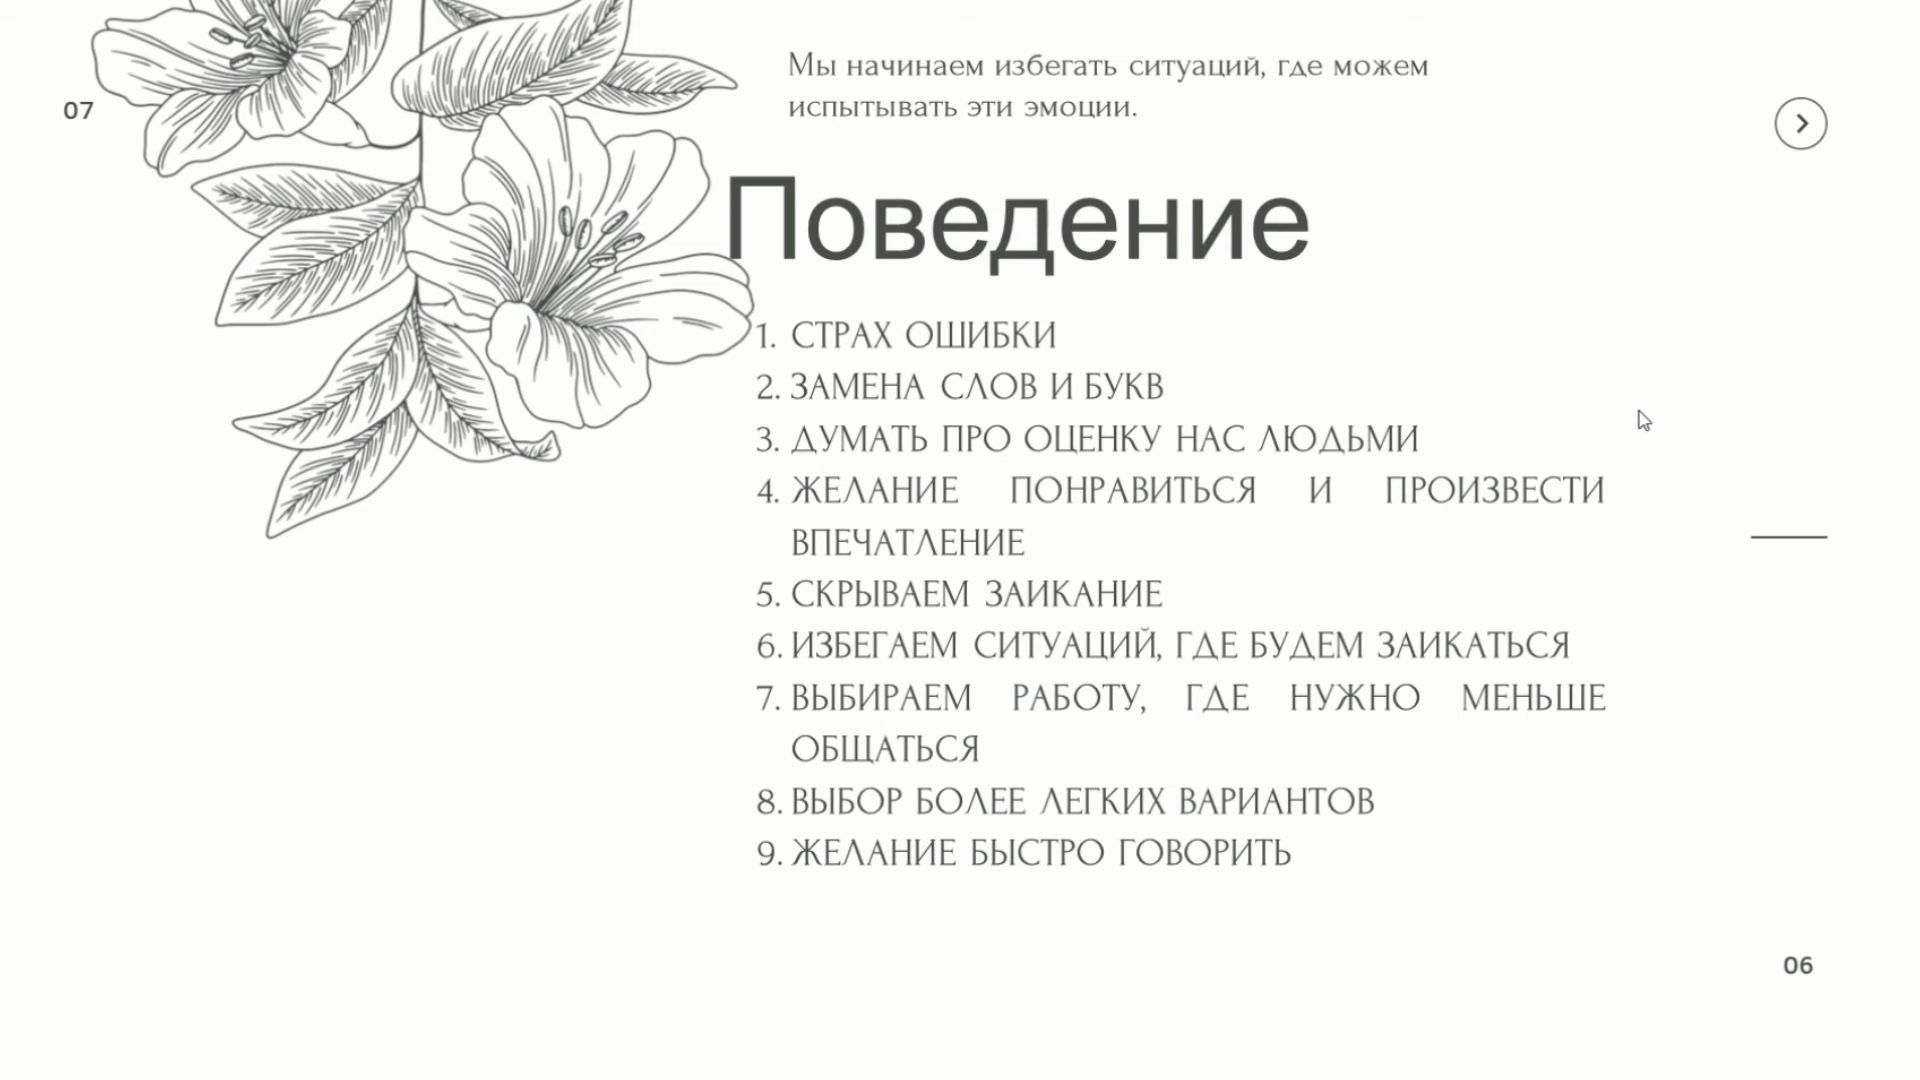 07
Мы начинаем избегать ситуаций, где можем
испытывать эти эмоции.
Поведение
1. СТРАХ ОШИБКИ
2. ЗАМЕНА СЛОВ И БУКВ
3. ДУМАТЬ ПРО ОЦЕНКУ НАС ЛЮДЬМИ
4. ЖЕЛАНИЕ ПОНРАВИТЬСЯ И ПРОИЗВЕСТИ
ВПЕЧАТЛЕНИЕ
5. СКРЫВАЕМ ЗАИКАНИЕ
6. ИЗБЕГАЕМ СИТУАЦИЙ, ГДЕ БУДЕМ ЗАИКАТЬСЯ
7. ВЫБИРАЕМ РАБОТУ, ГДЕ НУЖНО МЕНЬШЕ
ОБЩАТЬСЯ
8. ВЫБОР БОЛЕЕ ЛЕГКИХ ВАРИАНТОВ
9. ЖЕЛАНИЕ БЫСТРО ГОВОРИТЬ
06